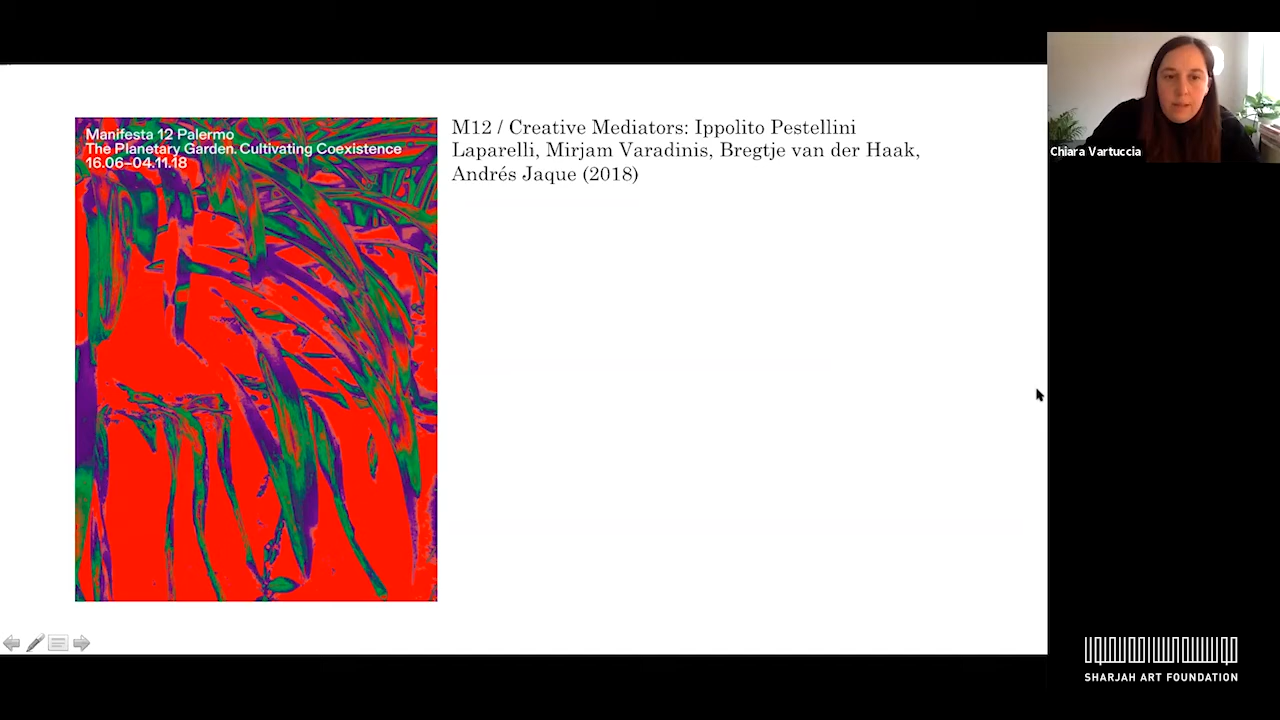 Manifesta 12 Palermo
The Planetary Garden. Cultivating Coexistence
16.06–04.11.18
M12 / Creative Mediators: Ippolito Pestellini
Laparelli, Mirjam Varadinis, Bregtje van der Haak,
Andrés Jaque (2018)
Chiara Vartuccia
SHARJAH ART FOUNDATION